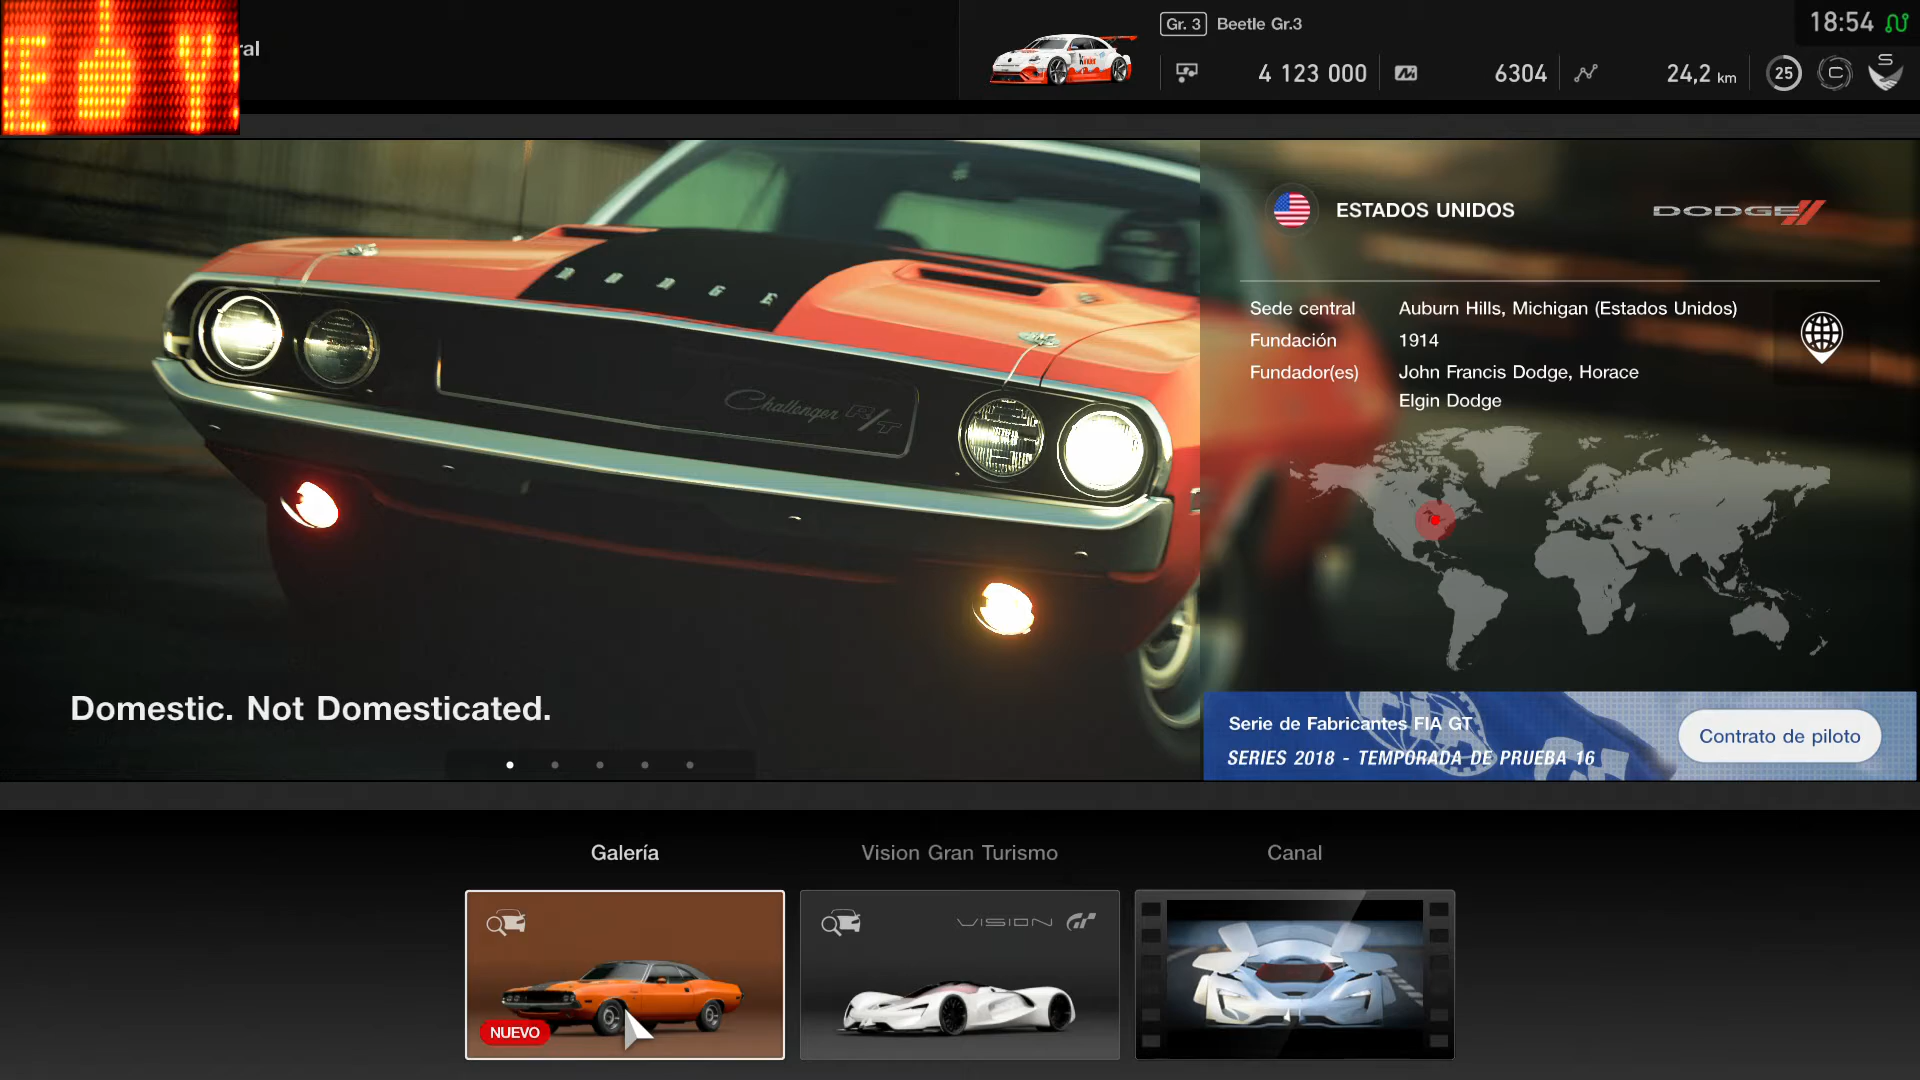 E Y
ral
Gr. 3 Beetle Gr.3
18:54
4 123 000
6304
24,2 km
25
C
S
DODGE
Challenger R/T
ESTADOS UNIDOS
DODGE
Sede central Auburn Hills, Michigan (Estados Unidos)
Fundación 1914
Fundador(es) John Francis Dodge, Horace
Elgin Dodge
Domestic. Not Domesticated.
Serie de Fabricantes FIA GT
SERIES 2018 - TEMPORADA DE PRUEBA 16
Contrato de piloto
Galería
Vision Gran Turismo
Canal
NUEVO
VISION GT